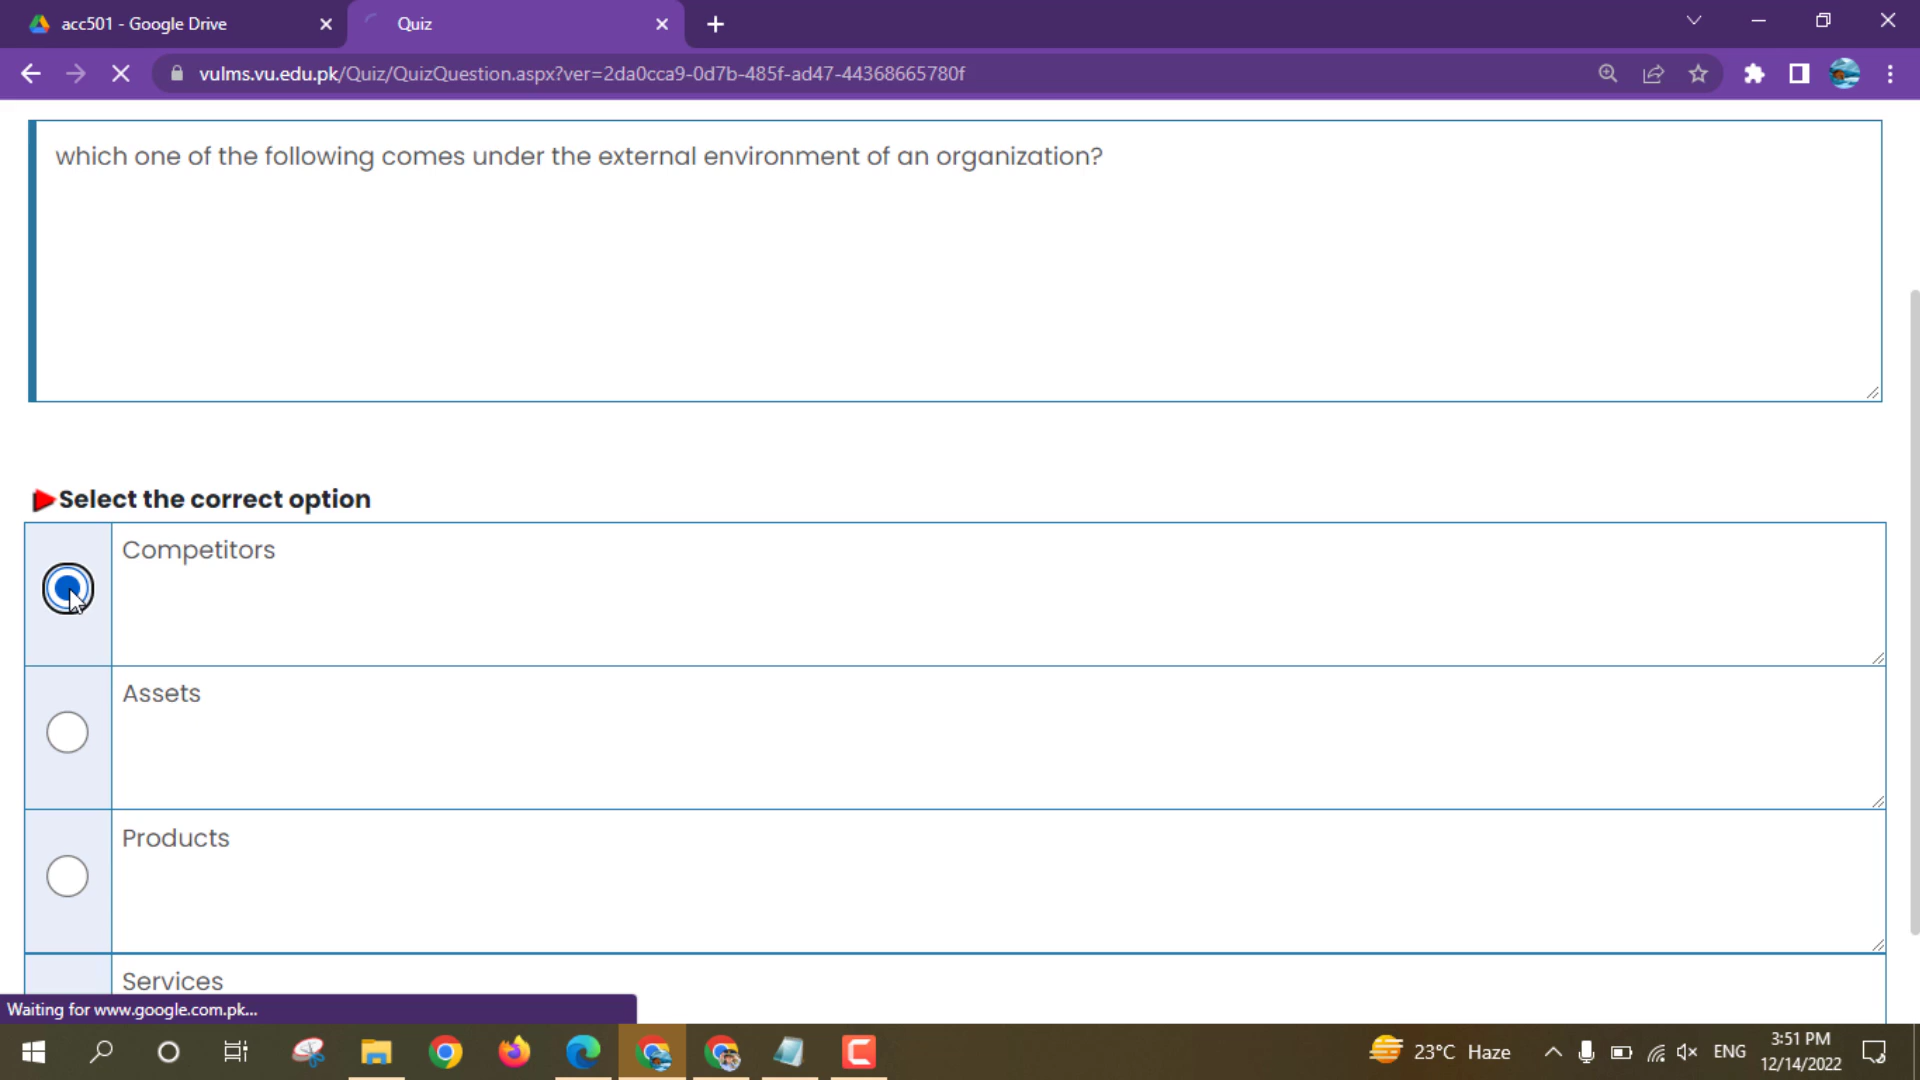 acc501 - Google Drive
Quiz
vulms.vu.edu.pk/Quiz/QuizQuestion.aspx?ver=2da0cca9-0d7b-485f-ad47-44368665780f
which one of the following comes under the external environment of an organization?
Select the correct option
Competitors
Assets
Products
Services
Waiting for www.google.com.pk...
23°C Haze
ENG
3:51 PM
12/14/2022